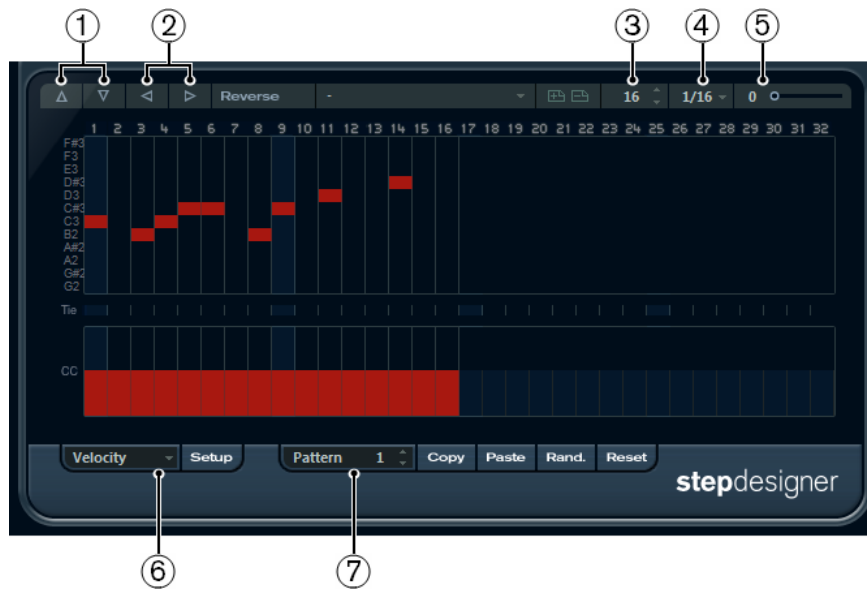 1 2 3 4 5
Reverse - 16 1/16 0
1 2 3 4 5 6 7 8 9 10 11 12 13 14 15 16 17 18 19 20 21 22 23 24 25 26 27 28 29 30 31 32
F#3
F3
E3
D#3
D3
C#3
C3
B2
A#2
A2
G#2
G2
Tie
CC
Velocity Setup Pattern 1 Copy Paste Rand. Reset
stepdesigner
6 7